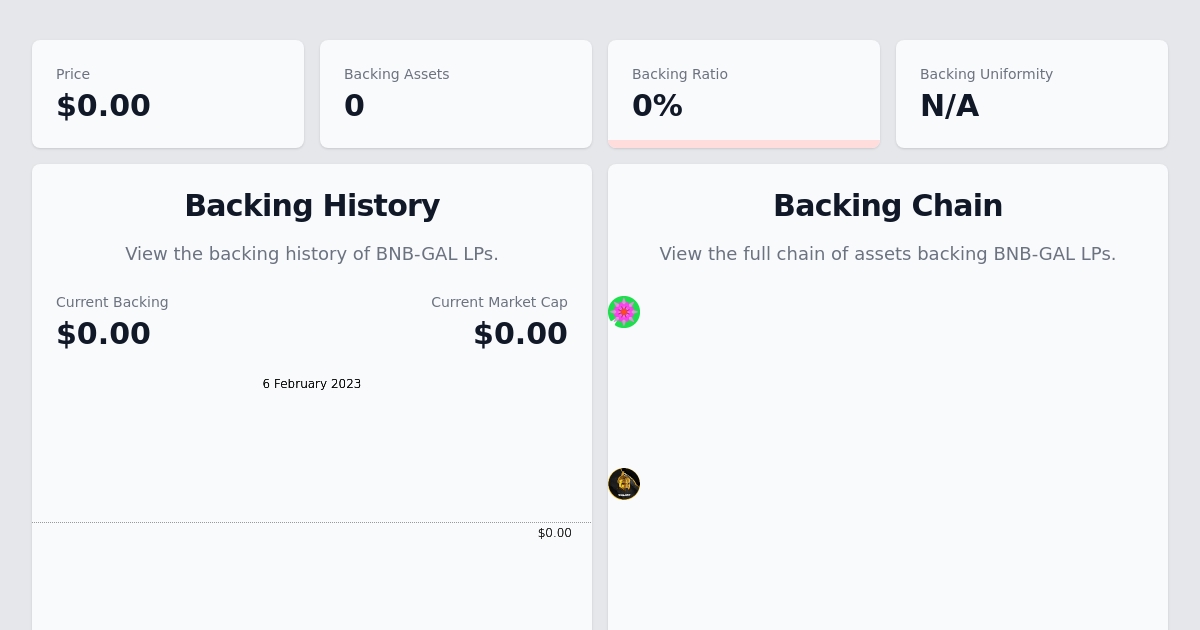 Price
$0.00
Backing Assets
0
Backing Ratio
0%
Backing Uniformity
N/A
Backing History
View the backing history of BNB-GAL LPs.
Current Backing
$0.00
Current Market Cap
$0.00
6 February 2023
$0.00
Backing Chain
View the full chain of assets backing BNB-GAL LPs.